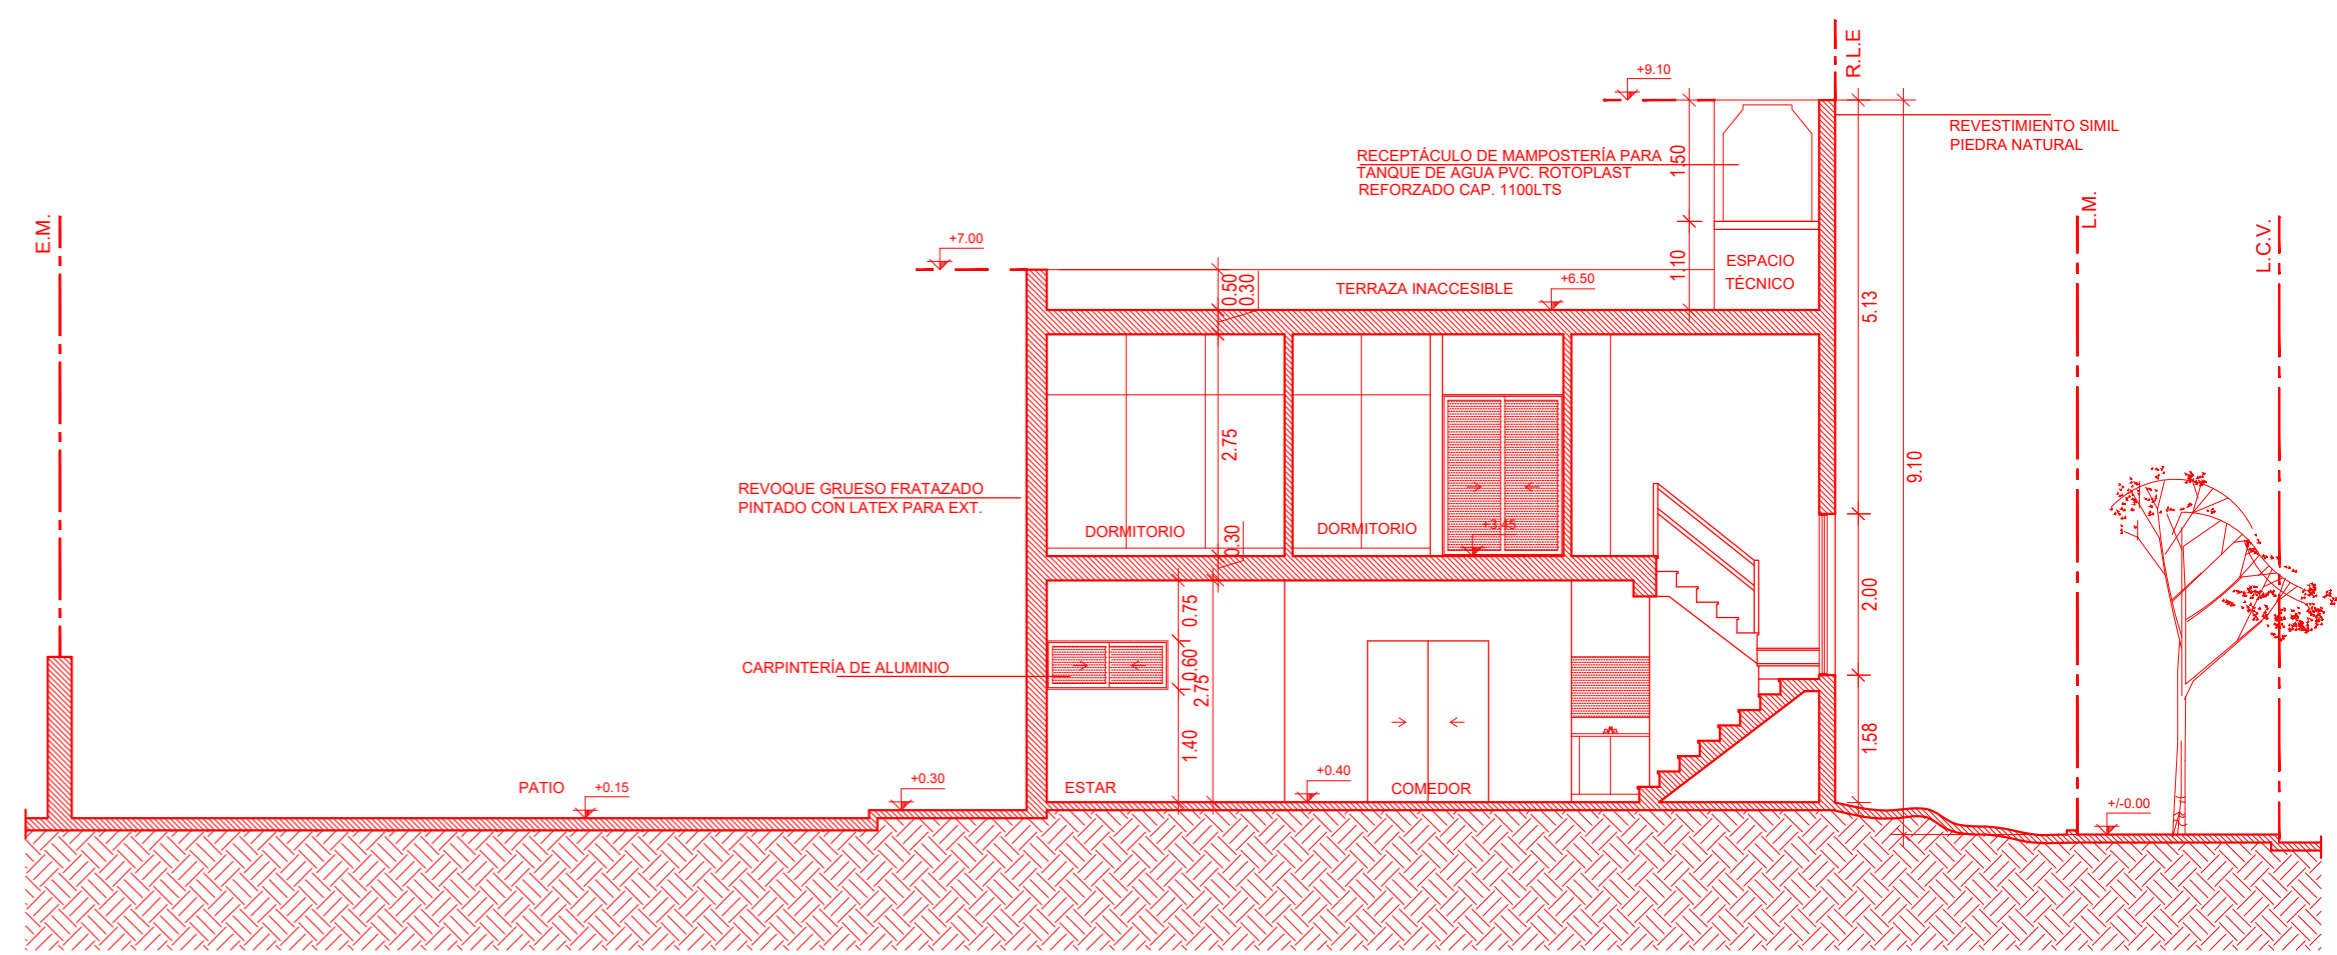 R.L.E
+9.10
REVESTIMIENTO SIMIL
PIEDRA NATURAL
RECEPTÁCULO DE MAMPOSTERÍA PARA
TANQUE DE AGUA PVC. ROTOPLAST
REFORZADO CAP. 1100LTS
1.50
E.M.
L.M.
L.C.V.
+7.00
1.10
ESPACIO
TÉCNICO
0.50
0.30
TERRAZA INACCESIBLE
+6.50
5.13
2.75
9.10
REVOQUE GRUESO FRATAZADO
PINTADO CON LATEX PARA EXT.
DORMITORIO
DORMITORIO
+3.45
0.30
0.75
2.00
CARPINTERÍA DE ALUMINIO
0.60
2.75
1.40
1.58
PATIO
+0.15
+0.30
ESTAR
+0.40
COMEDOR
+/-0.00